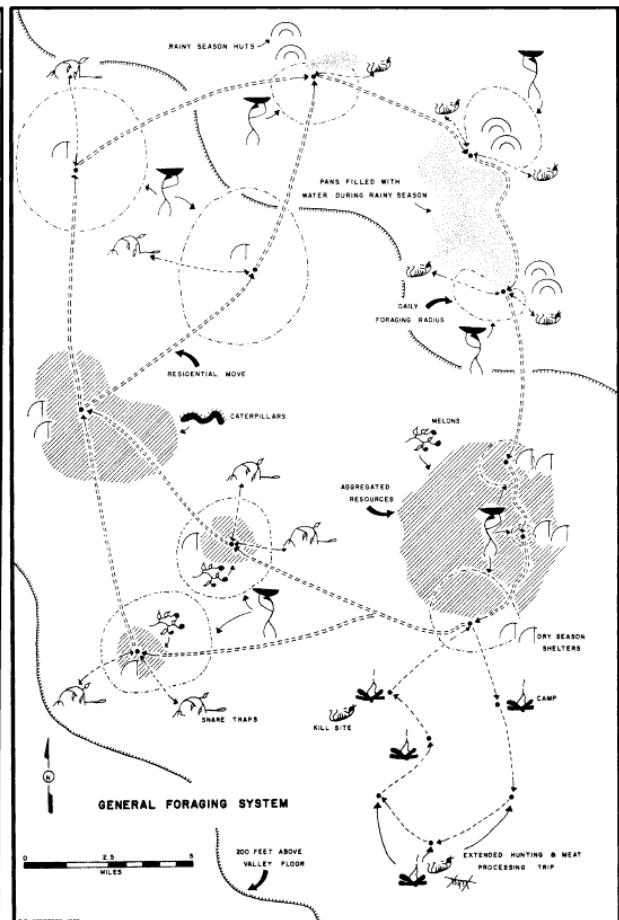 RAINY SEASON HUTS
PANS FILLED WITH
WATER DURING RAINY SEASON
DAILY
FORAGING RADIUS
RESIDENTIAL MOVE
CATERPILLARS
MELONS
AGGREGATED
RESOURCES
DRY SEASON
SHELTERS
SNARE TRAPS
CAMP
KILL SITE
N
GENERAL FORAGING SYSTEM
0 2.5 5
MILES
200 FEET ABOVE
VALLEY FLOOR
EXTENDED HUNTING & MEAT
PROCESSING TRIP